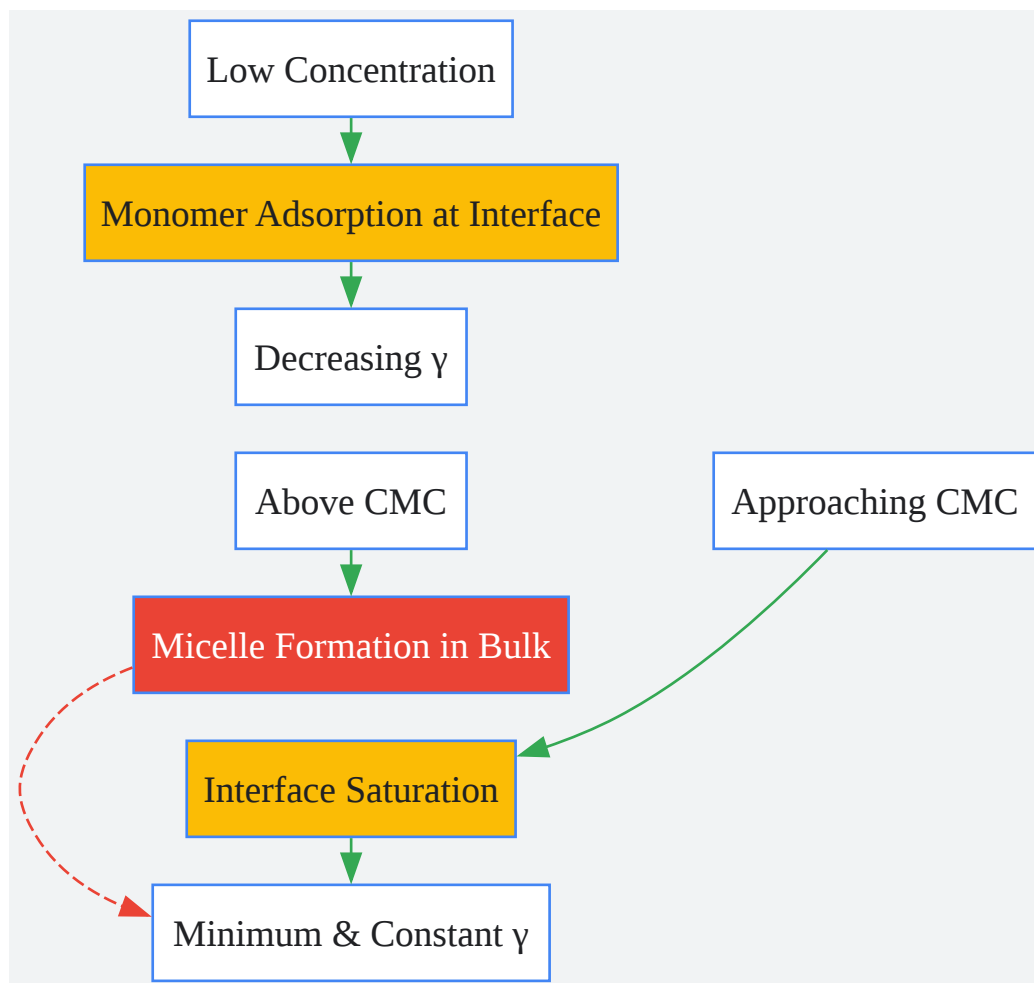 Low Concentration
Monomer Adsorption at Interface
Decreasing γ
Above CMC
Approaching CMC
Micelle Formation in Bulk
Interface Saturation
Minimum & Constant γ